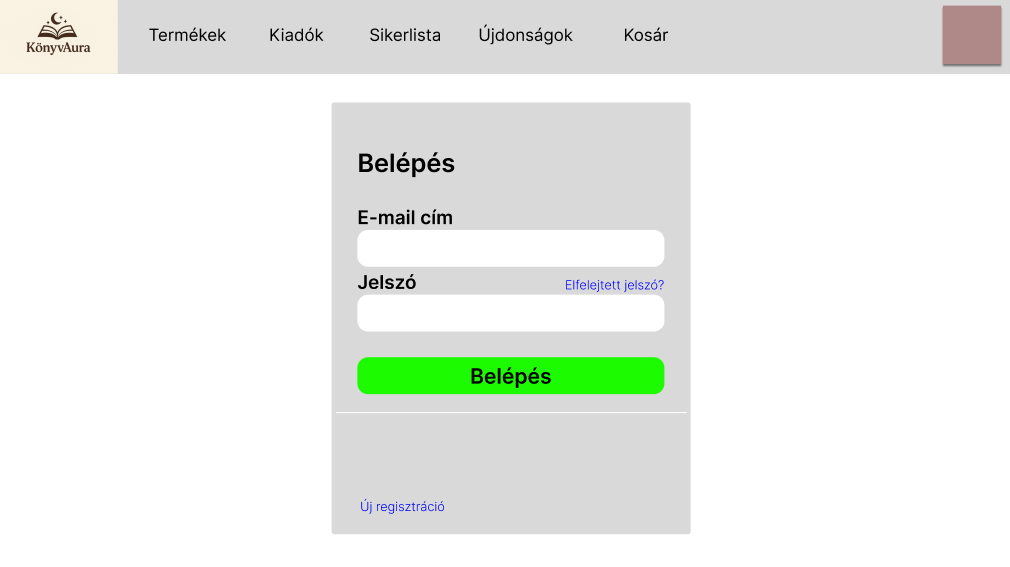 KönyvAura
Termékek Kiadók Sikerlista Újdonságok Kosár
Belépés
E-mail cím
Jelszó Elfelejtett jelszó?
Belépés
Új regisztráció